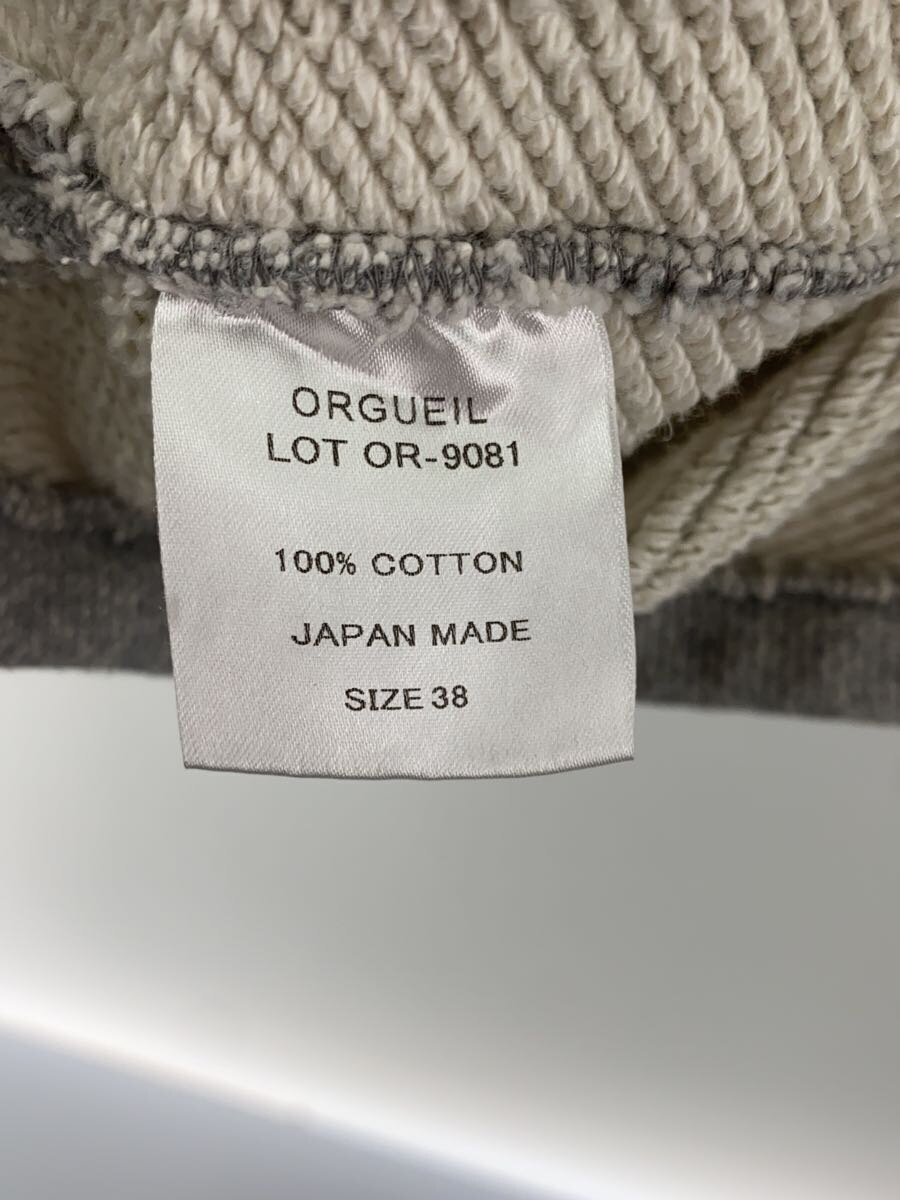 ORGUEIL
LOT OR-9081
100% COTTON
JAPAN MADE
SIZE 38